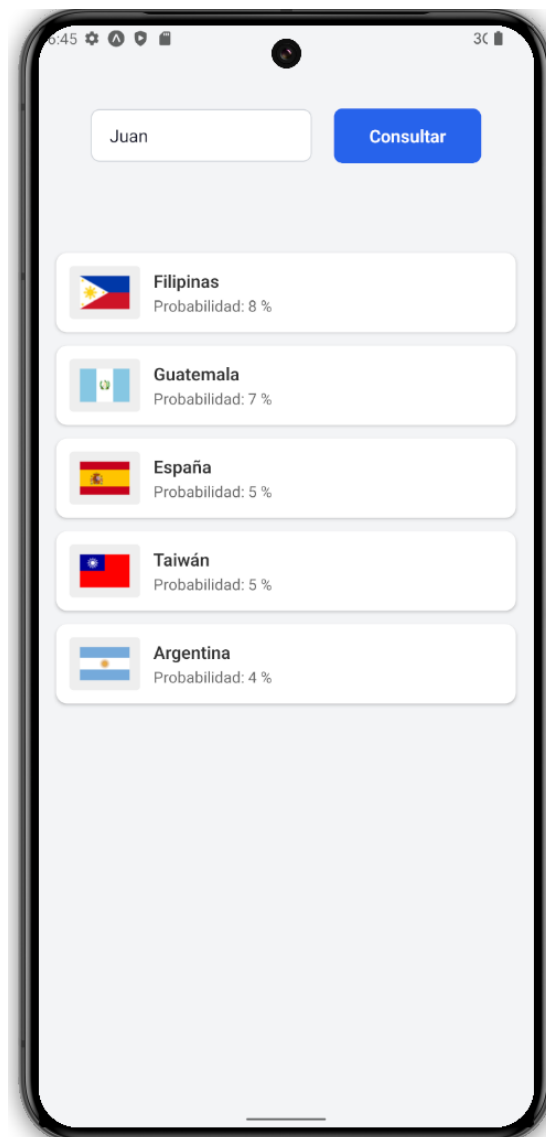 6:45
Juan
Consultar
Filipinas
Probabilidad: 8 %
Guatemala
Probabilidad: 7 %
España
Probabilidad: 5 %
Taiwán
Probabilidad: 5 %
Argentina
Probabilidad: 4 %